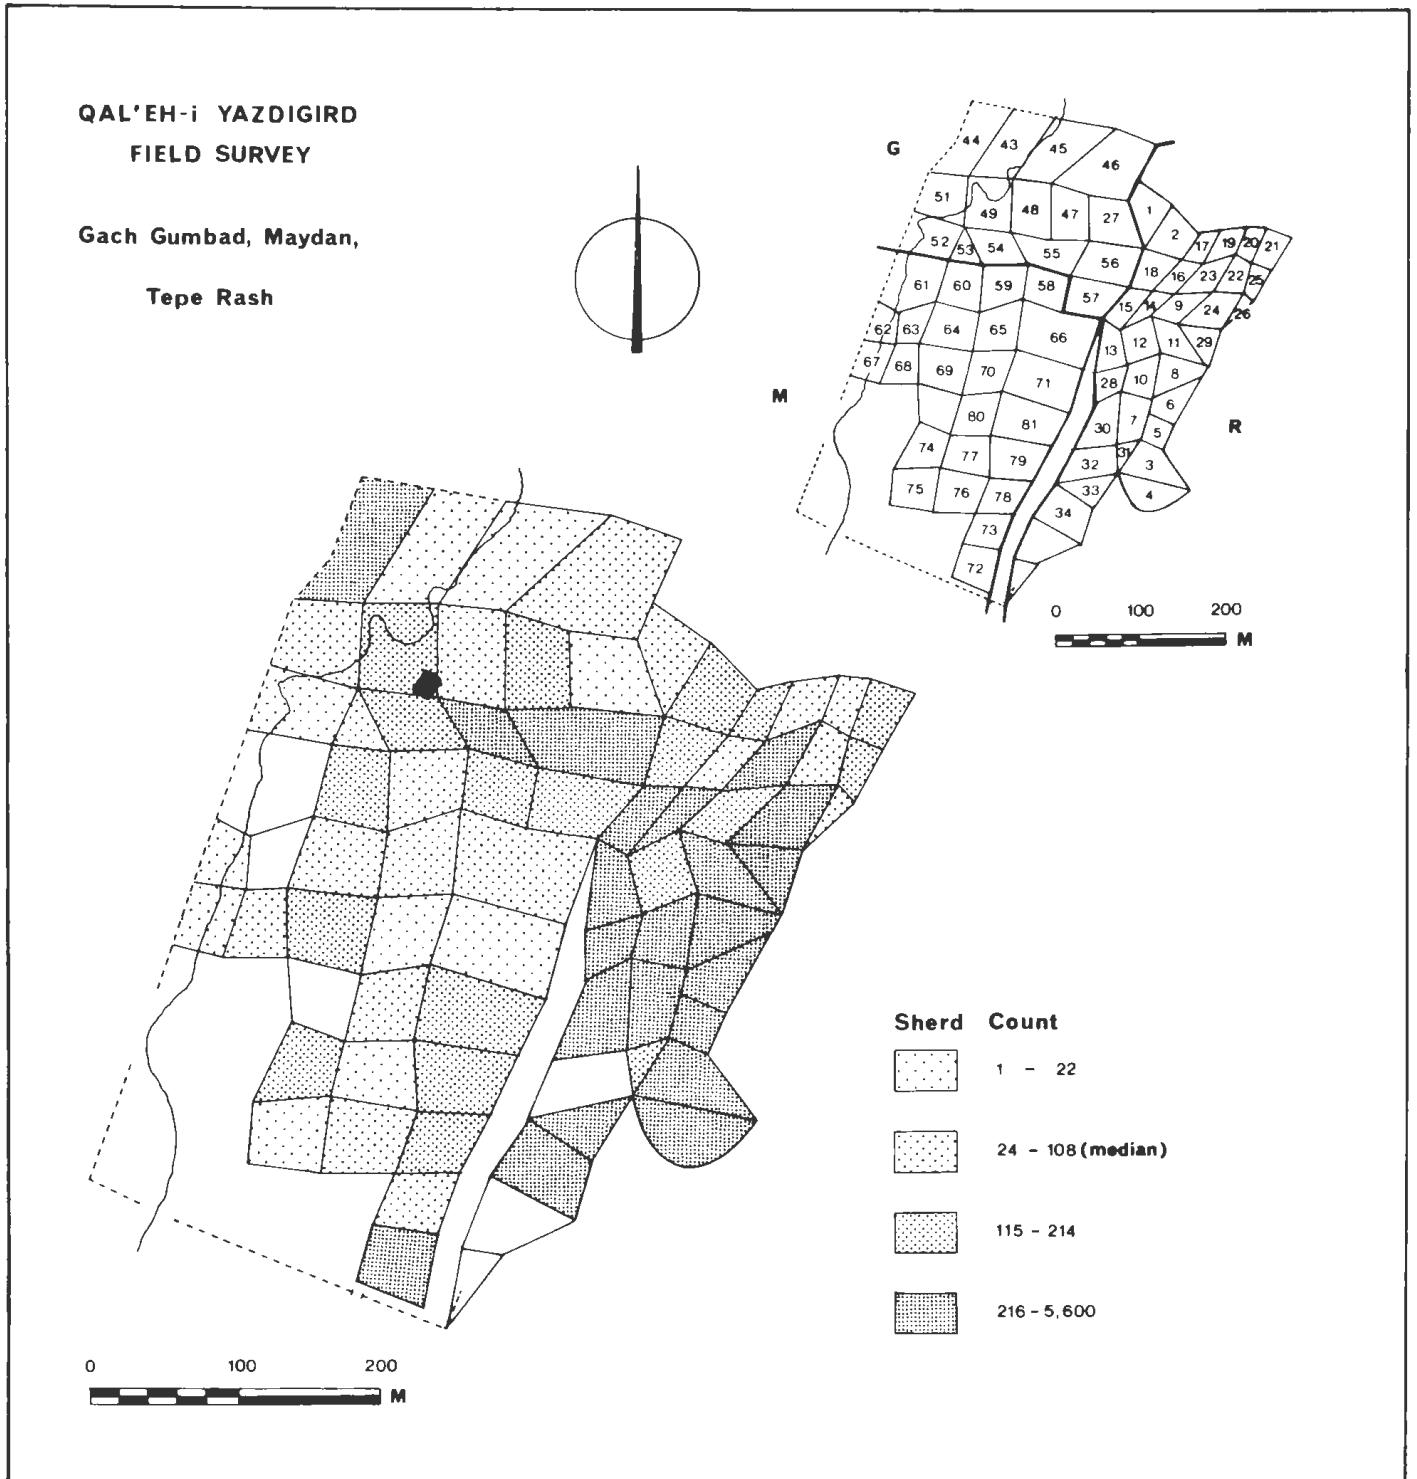 QAL'EH-i YAZDIGIRD
FIELD SURVEY
Gach Gumbad, Maydan,
Tepe Rash
G
44 43 45 46
51 49 48 47 27 1
2
17 19 20 21
52 53 54 55 56 18 16 23 22 25
61 60 59 58 57 15 14 9 24 26
62 63 64 65 66 13 12 11 29
67 68 69 70 71 28 10 8
M
80 81 30 7 6
5
R
74 77 79 32 31 3
75 76 78 33 4
73 34
72
0 100 200
M
Sherd Count
1 - 22
24 - 108 (median)
115 - 214
216 - 5,600
0 100 200
M